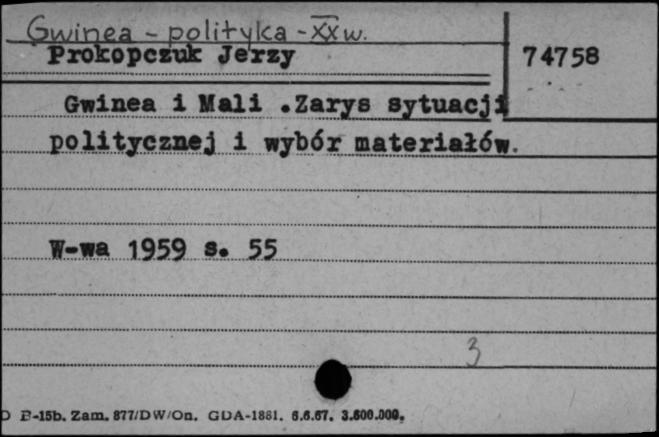 Gwinea - polityka - XXw.
Prokopczuk Jerzy
74758
Gwinea i Mali .Zarys sytuacji
politycznej i wybór materiałów.
W-wa 1959 s. 55
3
D B-15b. Zam. 877/DW/On. GDA-1881. 6.6.67. 3.600.000.